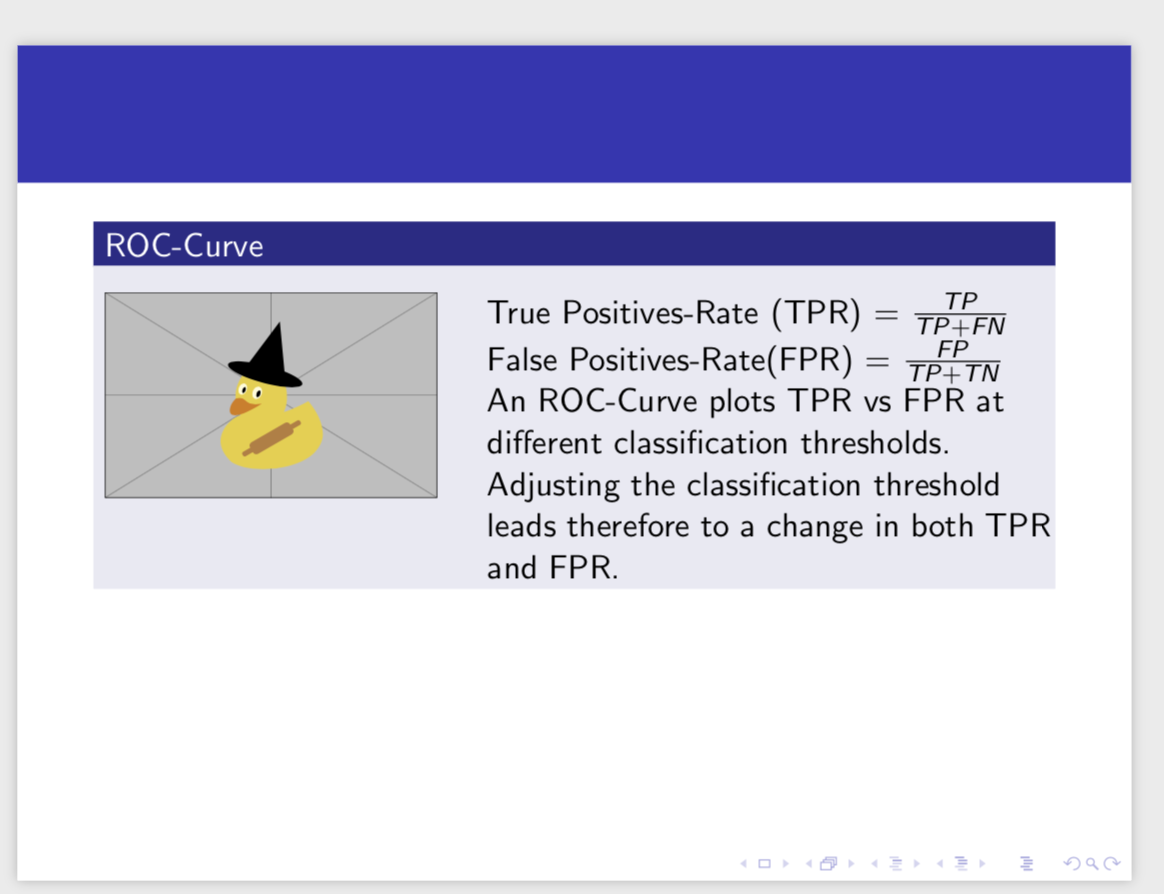 ROC-Curve
True Positives-Rate (TPR) = TP/TP+FN
False Positives-Rate(FPR) = FP/TP+TN
An ROC-Curve plots TPR vs FPR at
different classification thresholds.
Adjusting the classification threshold
leads therefore to a change in both TPR
and FPR.